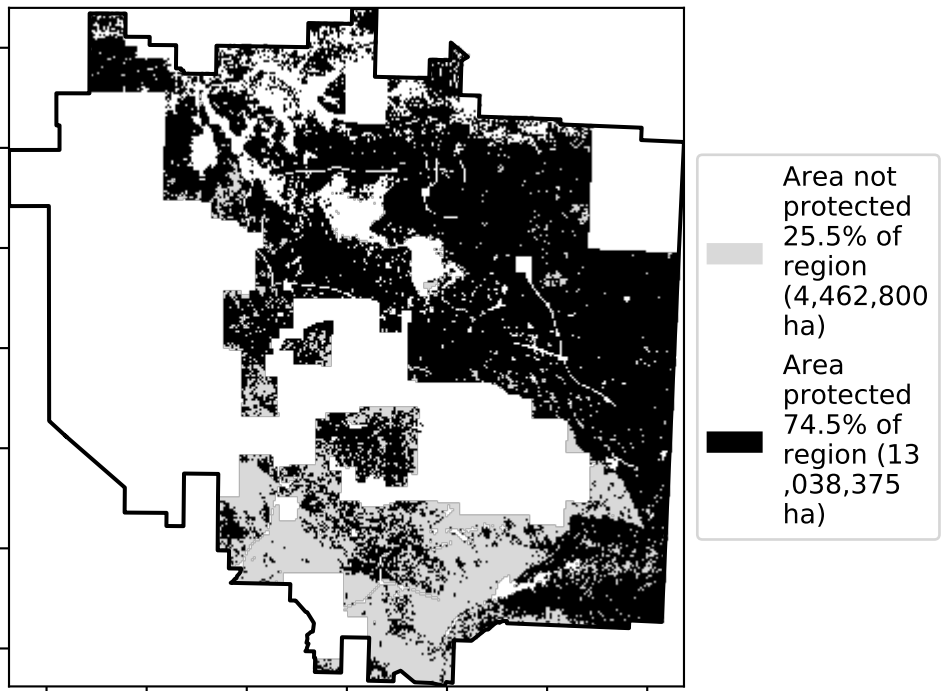 Area not
protected
25.5% of
region
(4,462,800
ha)
Area
protected
74.5% of
region (13
,038,375
ha)